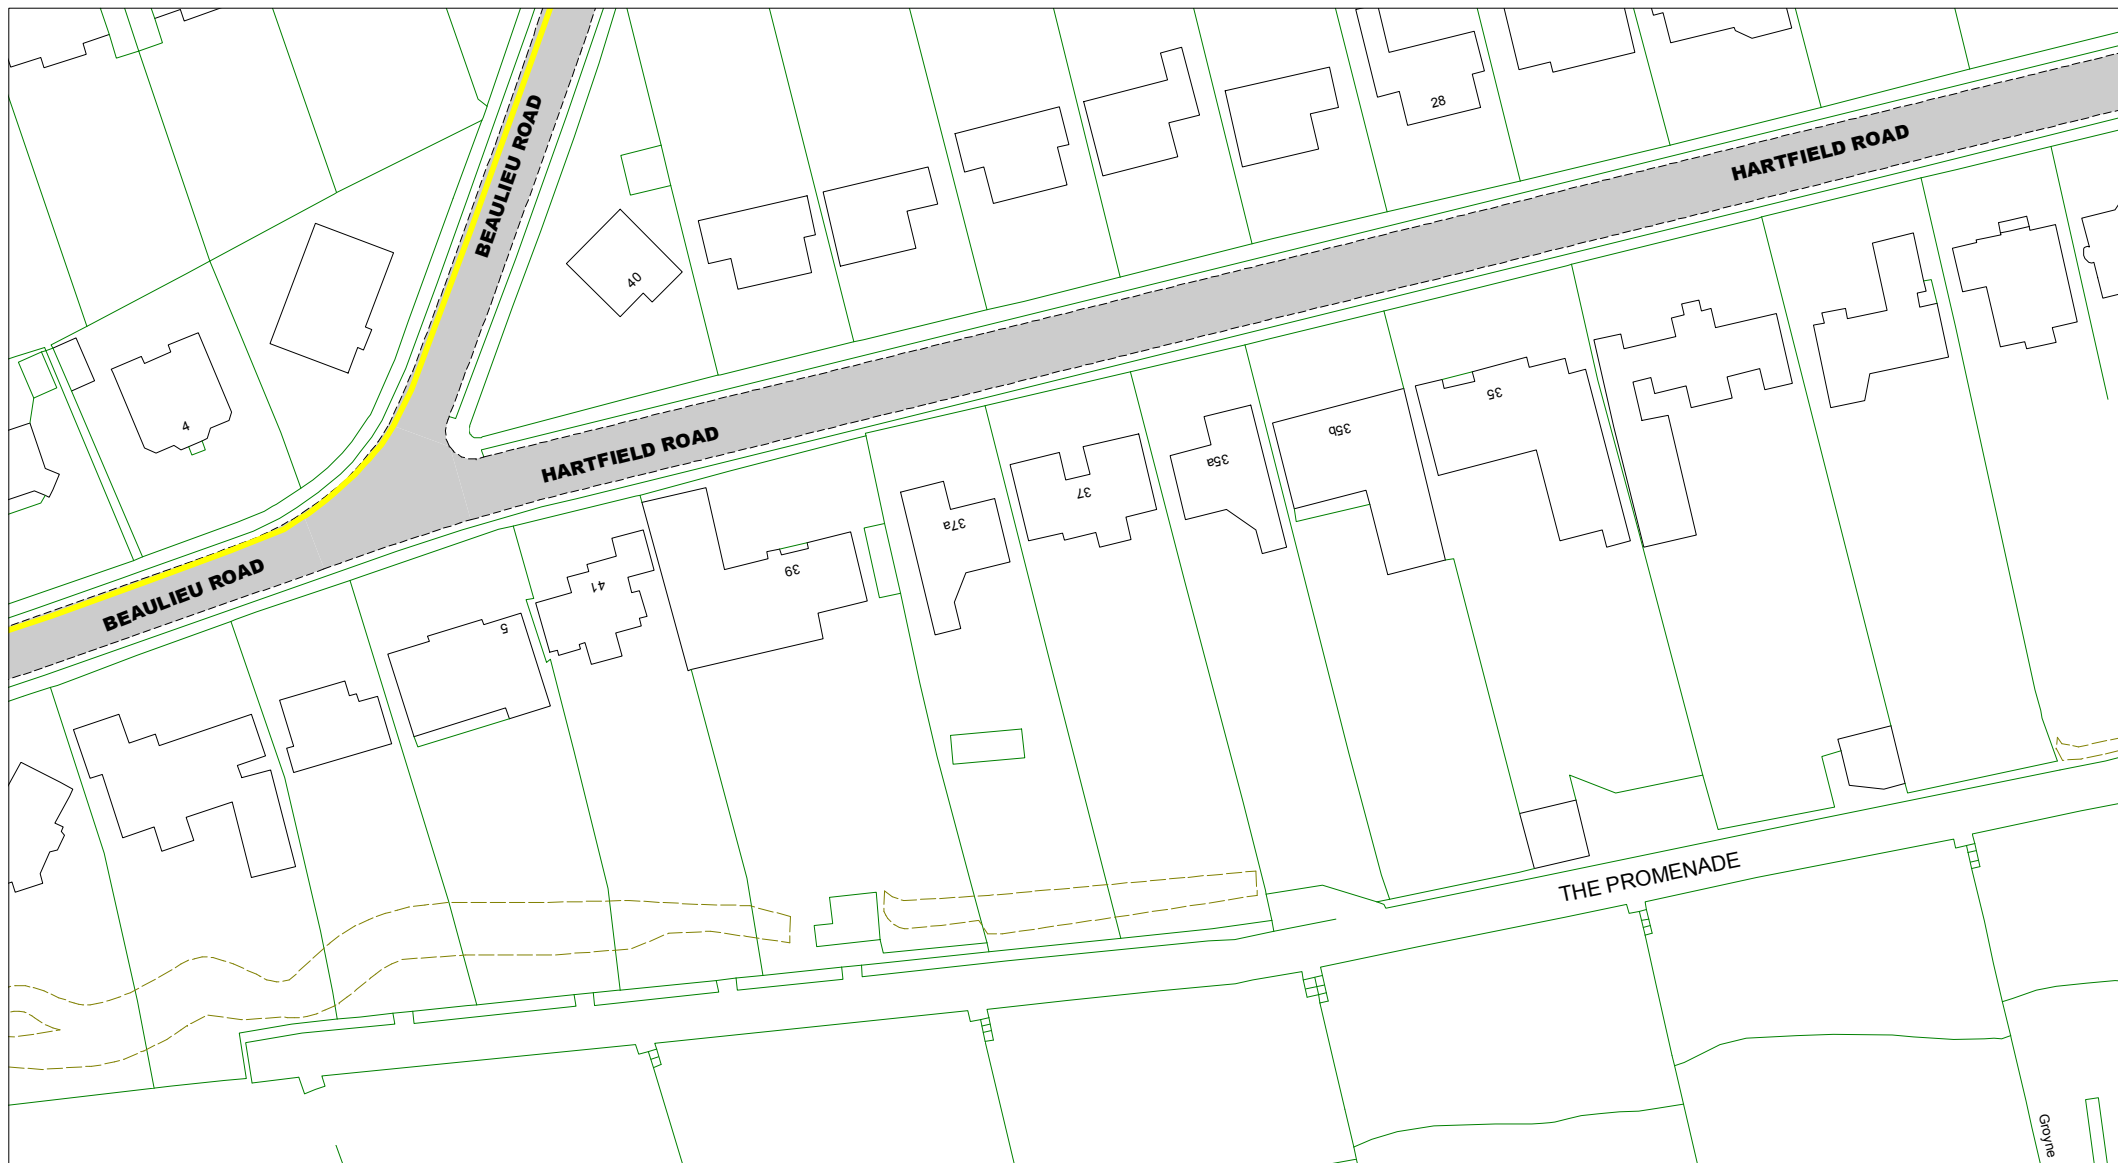 28
BEAULIEU ROAD
HARTFIELD ROAD
40
4
HARTFIELD ROAD
35
35b
35a
37
37a
39
41
5
BEAULIEU ROAD
THE PROMENADE
Groyne